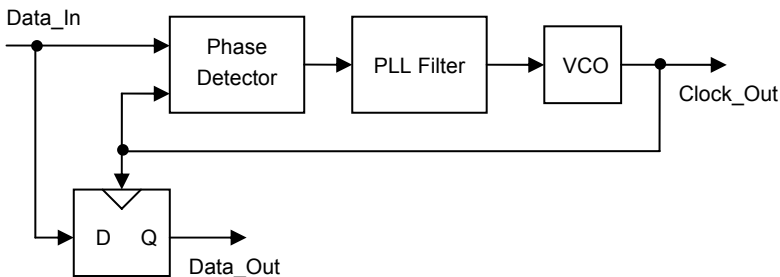 Data_In
Phase
Detector
PLL Filter
VCO
Clock_Out
D
Q
Data_Out